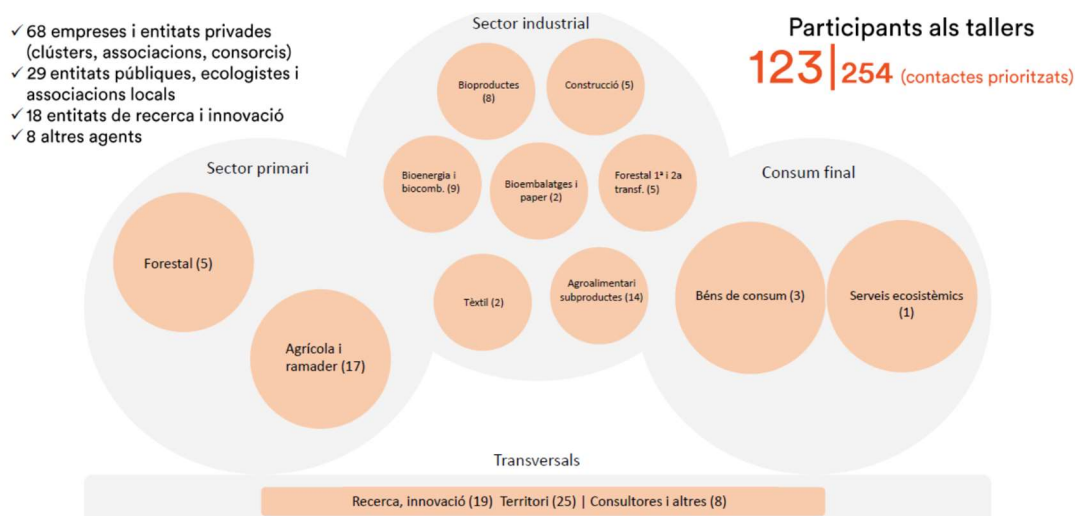 ✓ 68 empreses i entitats privades
(clústers, associacions, consorcis)
✓ 29 entitats públiques, ecologistes i
associacions locals
✓ 18 entitats de recerca i innovació
✓ 8 altres agents
Participants als tallers
123|254 (contactes prioritzats)
Sector industrial
Bioproductes
(8)
Construcció (5)
Bioenergia i
biocomb. (9)
Bioembalatges i
paper (2)
Forestal 1ª i 2a
transf. (5)
Tèxtil (2)
Agroalimentari
subproductes (14)
Sector primari
Forestal (5)
Agrícola i
ramader (17)
Consum final
Béns de consum (3)
Serveis ecosistèmics
(1)
Transversals
Recerca, innovació (19) Territori (25) | Consultores i altres (8)